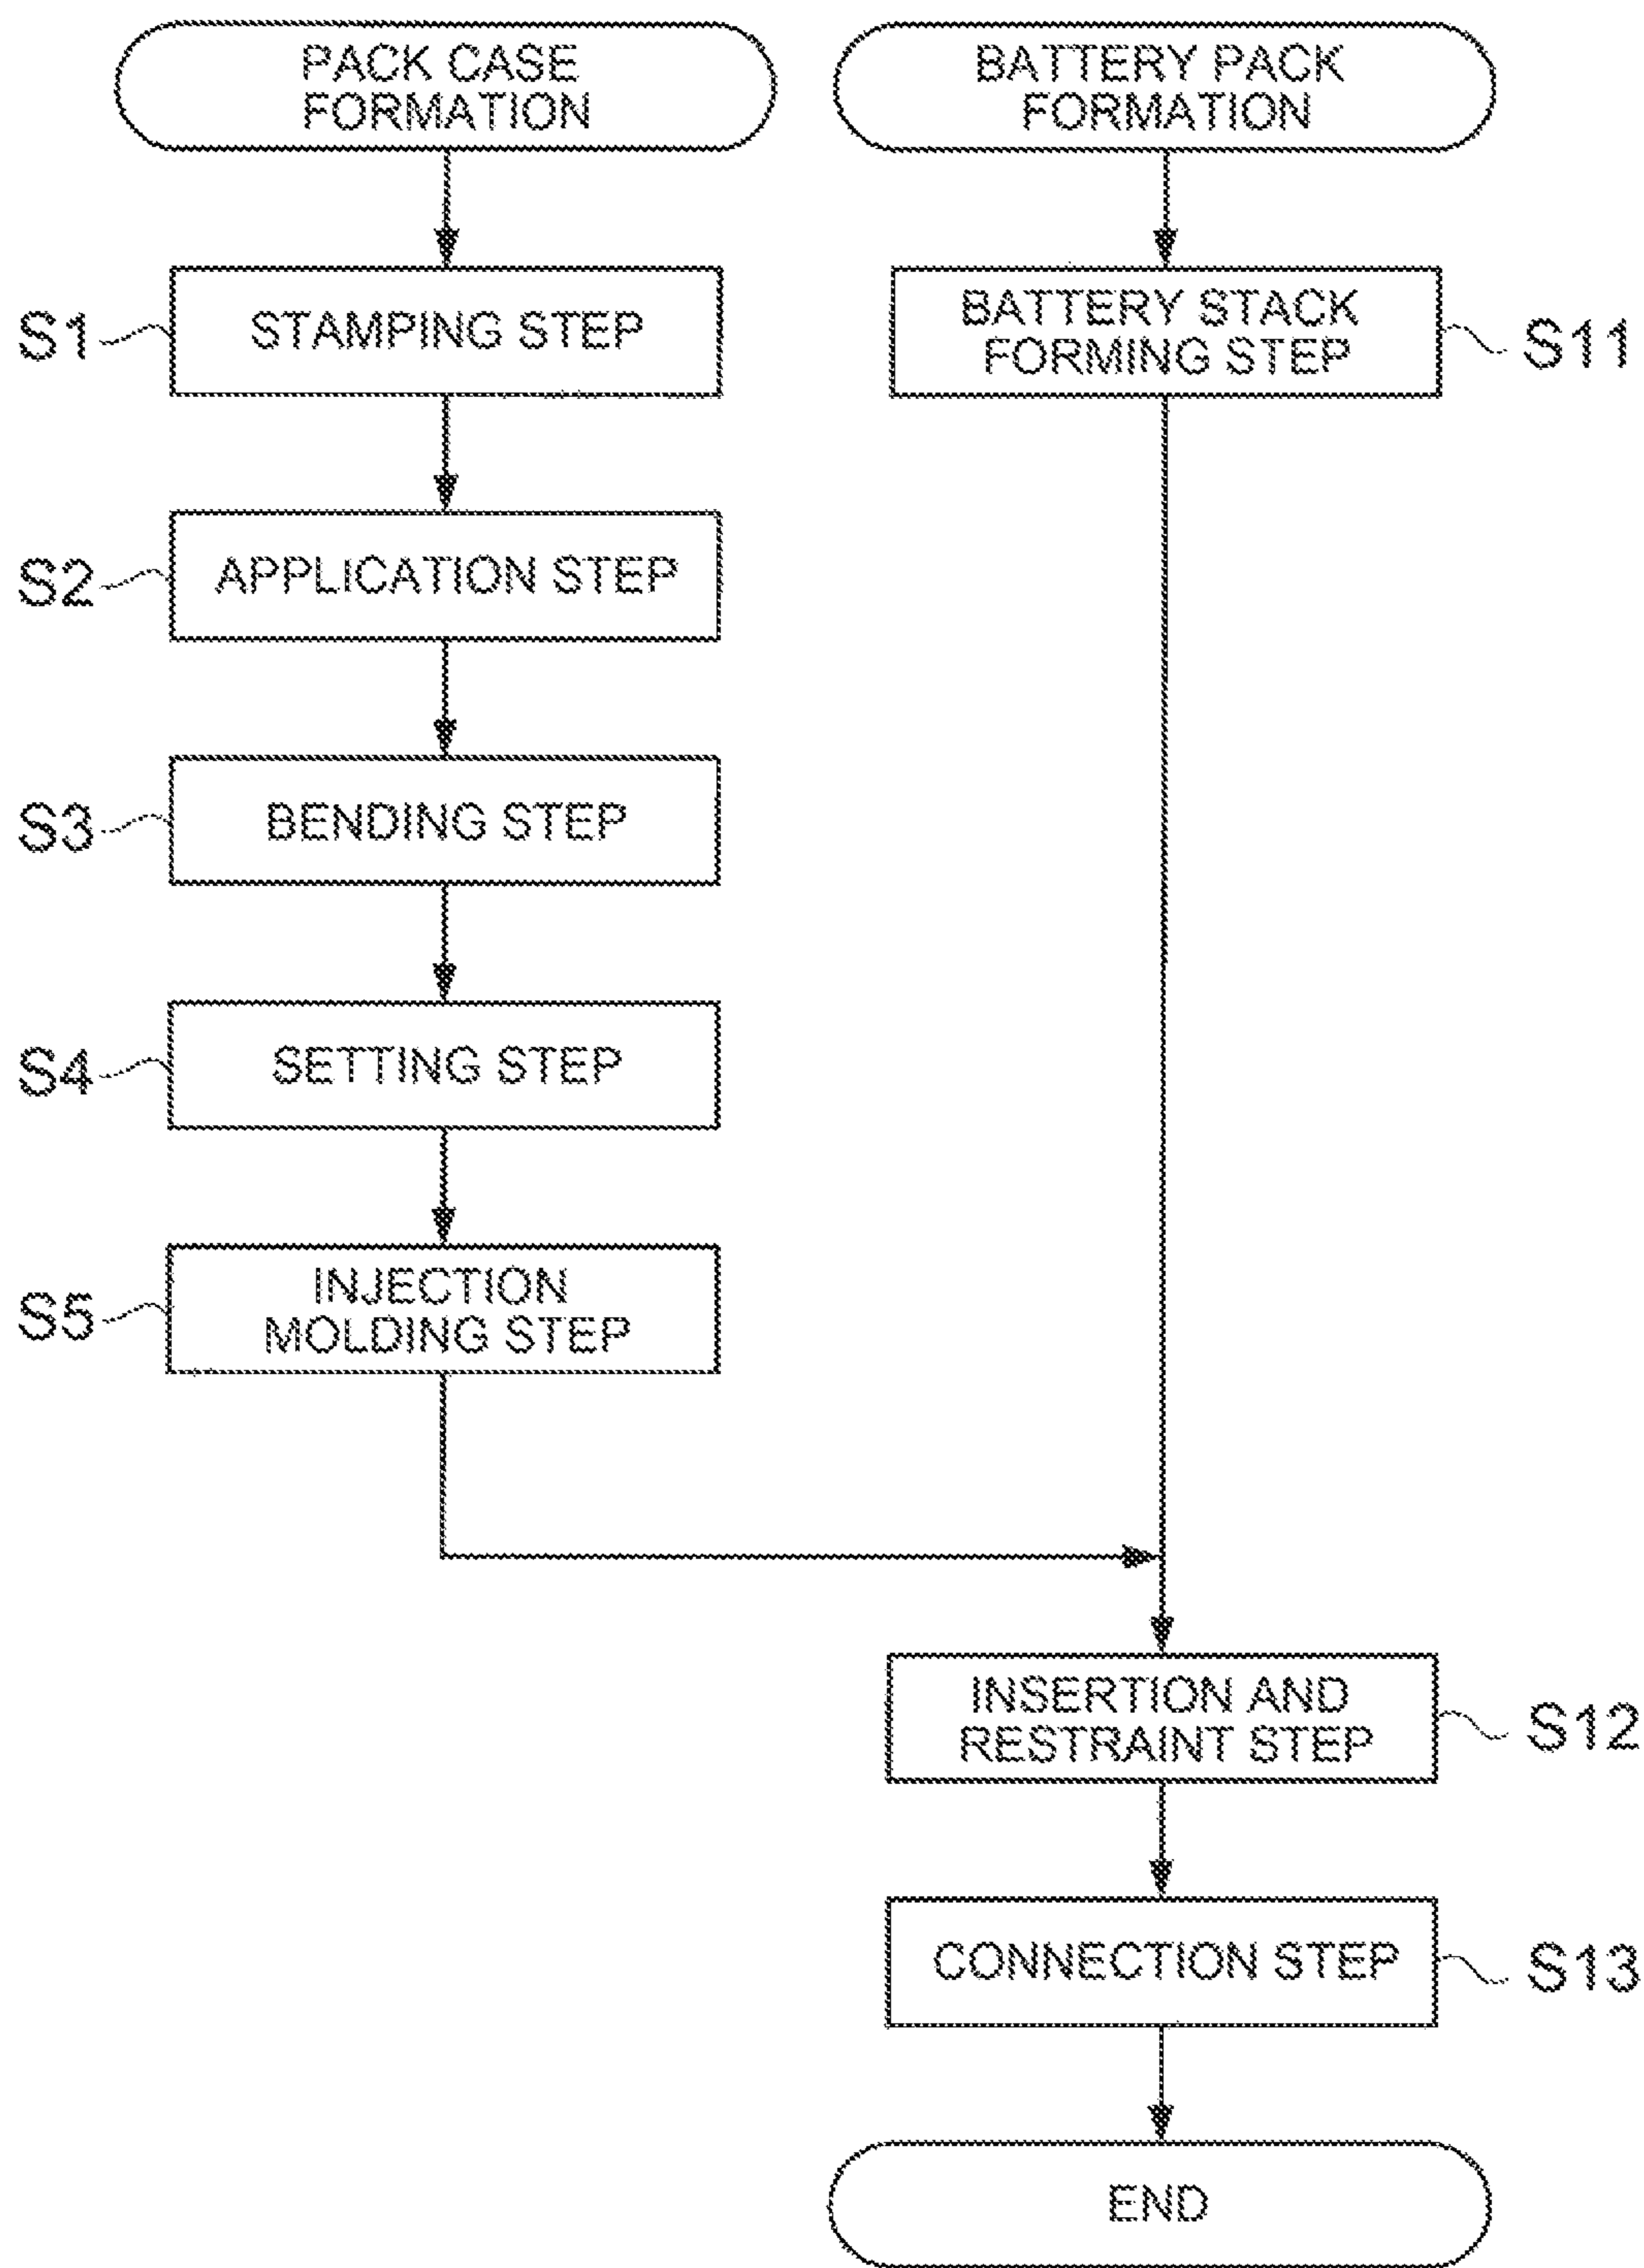 PACK CASE
FORMATION
S1
STAMPING STEP
S2
APPLICATION STEP
S3
BENDING STEP
S4
SETTING STEP
S5
INJECTION
MOLDING STEP
BATTERY PACK
FORMATION
BATTERY STACK
FORMING STEP
S11
INSERTION AND
RESTRAINT STEP
S12
CONNECTION STEP
S13
END